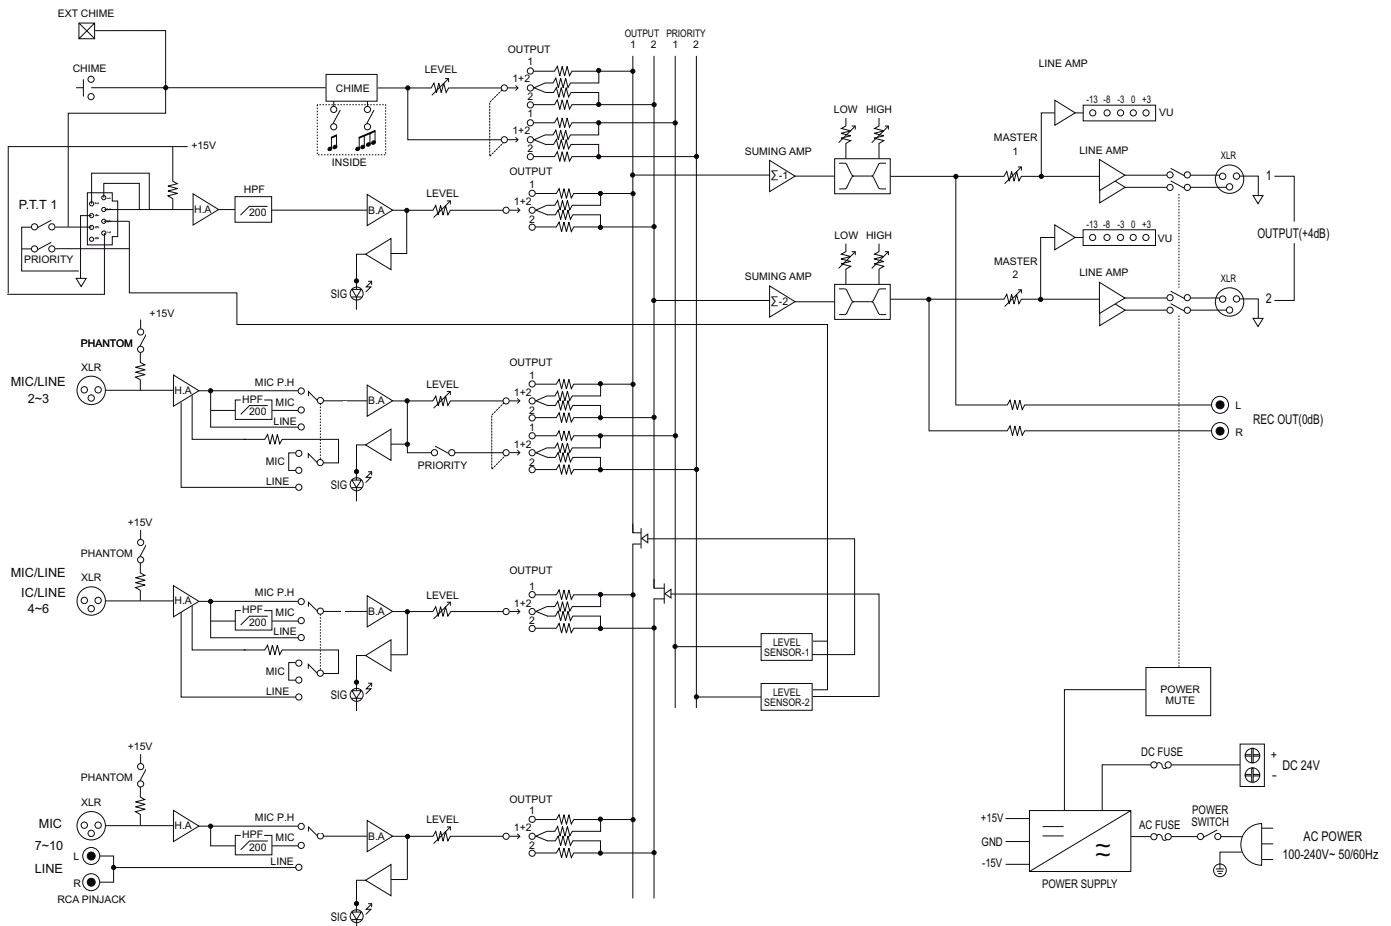 EXT CHIME
CHIME
CHIME
INSIDE
LEVEL
OUTPUT
1
1+2
2
1
1+2
2
OUTPUT PRIORITY
1 2 1 2
+15V
P.T.T 1
PRIORITY
H.A
HPF
200
B.A
LEVEL
SIG
OUTPUT
1
1+2
2
LINE AMP
LOW HIGH
SUMING AMP
Σ-1
MASTER
1
-13 -8 -3 0 +3
VU
LINE AMP
XLR
1
LOW HIGH
SUMING AMP
Σ-2
MASTER
2
-13 -8 -3 0 +3
VU
LINE AMP
XLR
2
OUTPUT(+4dB)
L
R
REC OUT(0dB)
+15V
PHANTOM
XLR
MIC/LINE
2~3
H.A
MIC P.H
HPF
200
MIC
LINE
MIC
LINE
B.A
LEVEL
SIG
PRIORITY
OUTPUT
1
1+2
2
1
1+2
2
+15V
PHANTOM
XLR
MIC/LINE
IC/LINE
4~6
H.A
MIC P.H
HPF
200
MIC
LINE
MIC
LINE
B.A
LEVEL
SIG
OUTPUT
1
1+2
2
LEVEL
SENSOR-1
LEVEL
SENSOR-2
+15V
PHANTOM
XLR
MIC
7~10
LINE
L
R
RCA PINJACK
H.A
MIC P.H
HPF
200
MIC
LINE
B.A
LEVEL
SIG
OUTPUT
1
1+2
2
POWER
MUTE
DC FUSE
+
-
DC 24V
+15V
GND
-15V
POWER SUPPLY
AC FUSE
POWER
SWITCH
AC POWER
100-240V~ 50/60Hz